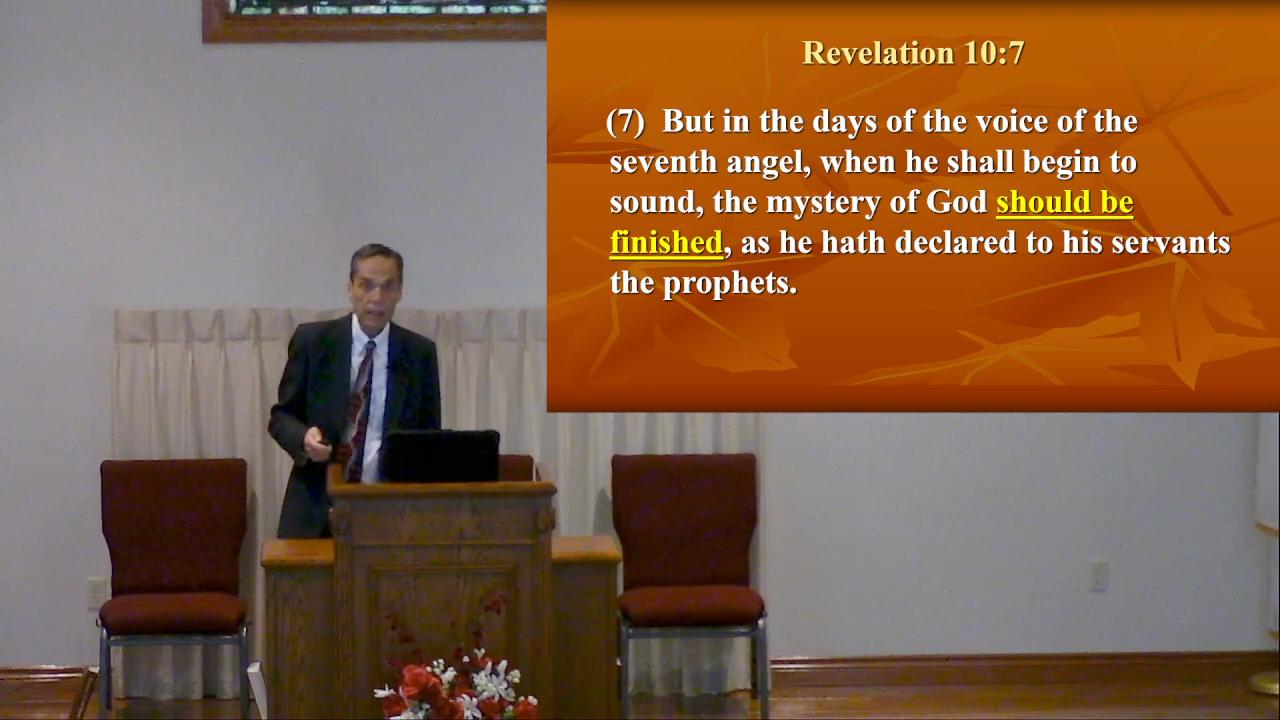 Revelation 10:7
(7) But in the days of the voice of the
seventh angel, when he shall begin to
sound, the mystery of God should be
finished, as he hath declared to his servants
the prophets.